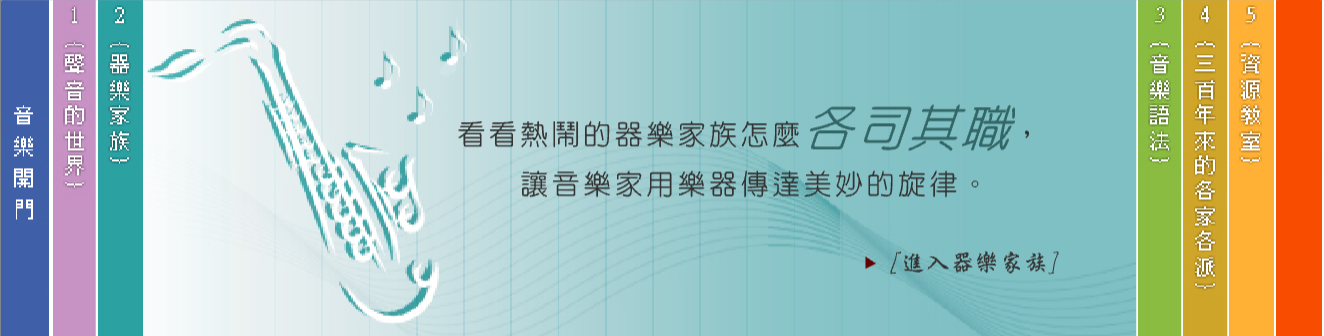 音樂開門
1 {聲音的世界}
2 {器樂家族}
看看熱鬧的器樂家族怎麼各司其職，
讓音樂家用樂器傳達美妙的旋律。
[進入器樂家族]
3 {音樂語法}
4 {三百年來的各家各派}
5 {資源教室}